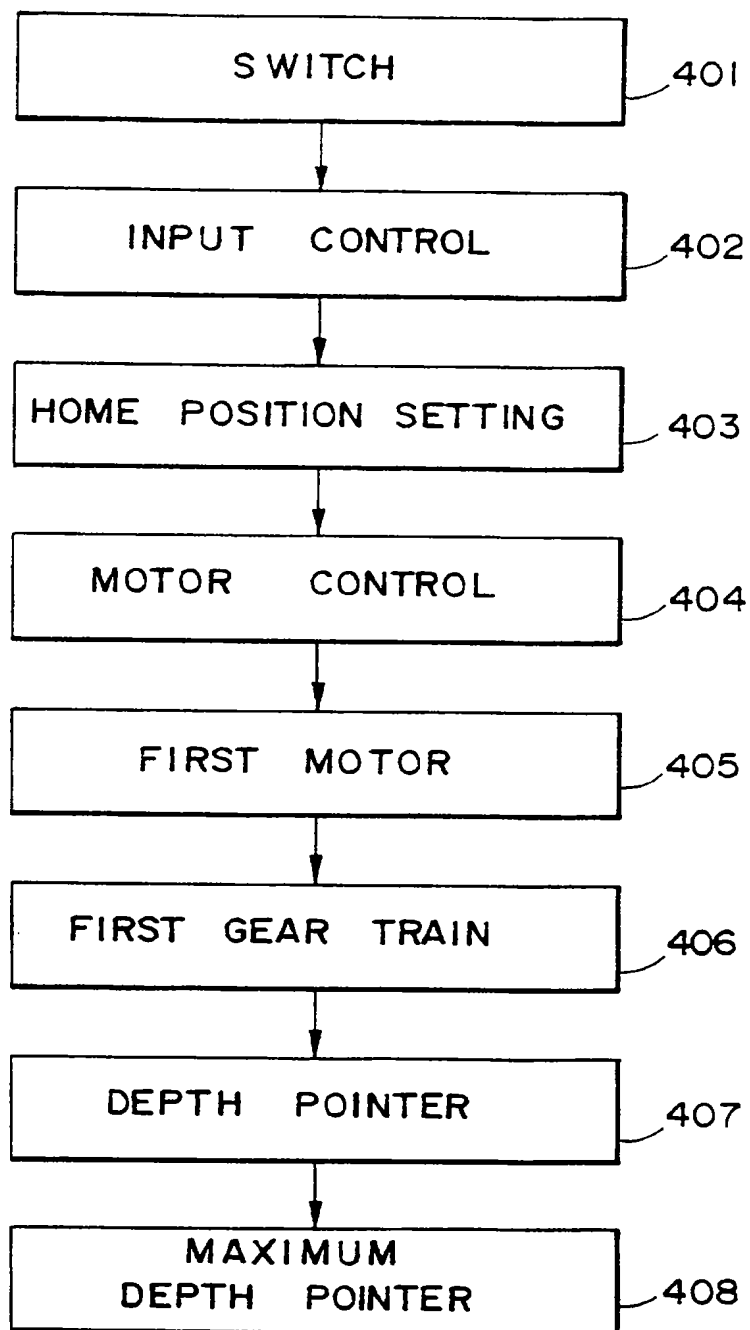 SWITCH
401
INPUT CONTROL
402
HOME POSITION SETTING
403
MOTOR CONTROL
404
FIRST MOTOR
405
FIRST GEAR TRAIN
406
DEPTH POINTER
407
MAXIMUM
DEPTH POINTER
408